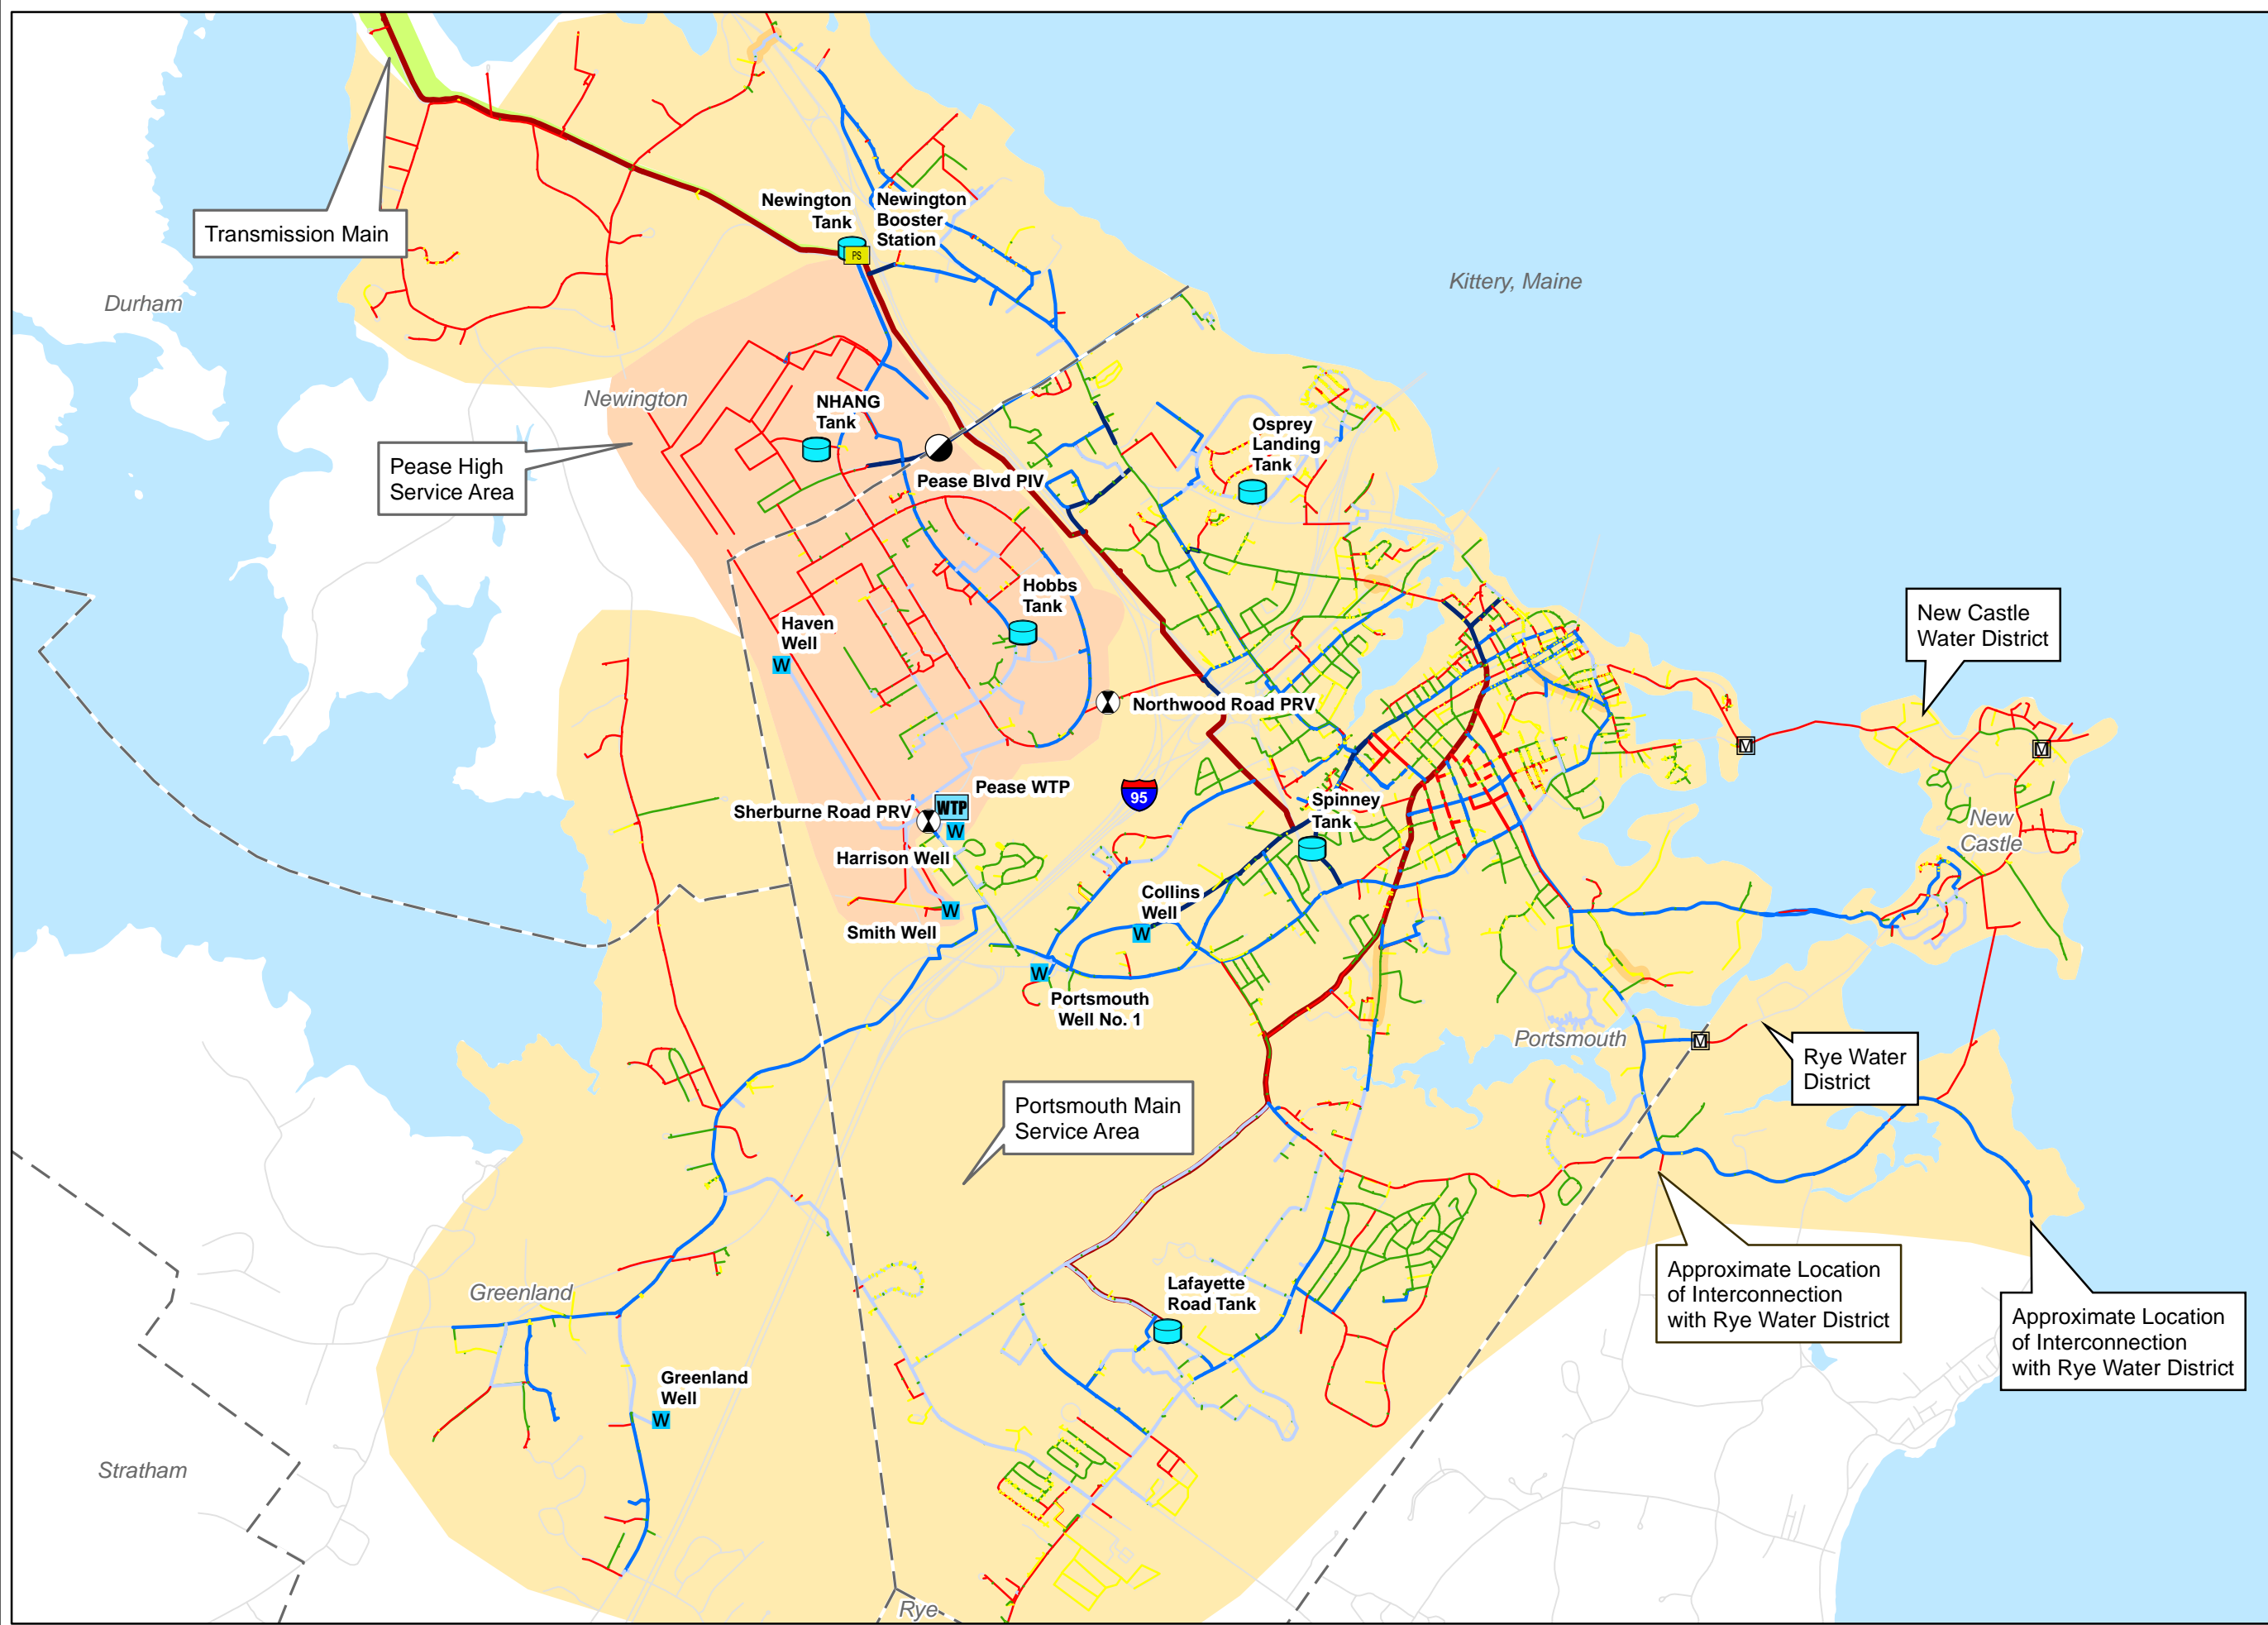 Transmission Main
Durham
Newington
Tank
Newington
Booster
Station
PS
Kittery, Maine
Newington
NHANG
Tank
Pease High
Service Area
Pease Blvd PIV
Osprey
Landing
Tank
Hobbs
Tank
Haven
Well
W
New Castle
Water District
Northwood Road PRV
M
M
95
Pease WTP
WTP
Sherburne Road PRV
W
Spinney
Tank
New
Castle
Harrison Well
Collins
Well
W
W
Smith Well
W
Portsmouth
Well No. 1
Portsmouth
M
Rye Water
District
Portsmouth Main
Service Area
Greenland
Lafayette
Road Tank
Approximate Location
of Interconnection
with Rye Water District
Approximate Location
of Interconnection
with Rye Water District
Greenland
Well
W
Stratham
Rye